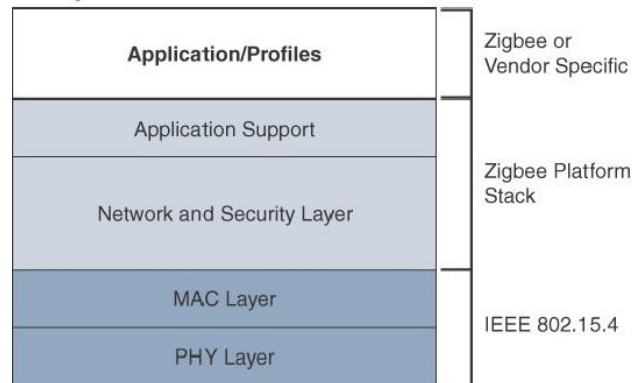 Application/Profiles
Zigbee or
Vendor Specific
Application Support
Network and Security Layer
Zigbee Platform
Stack
MAC Layer
PHY Layer
IEEE 802.15.4